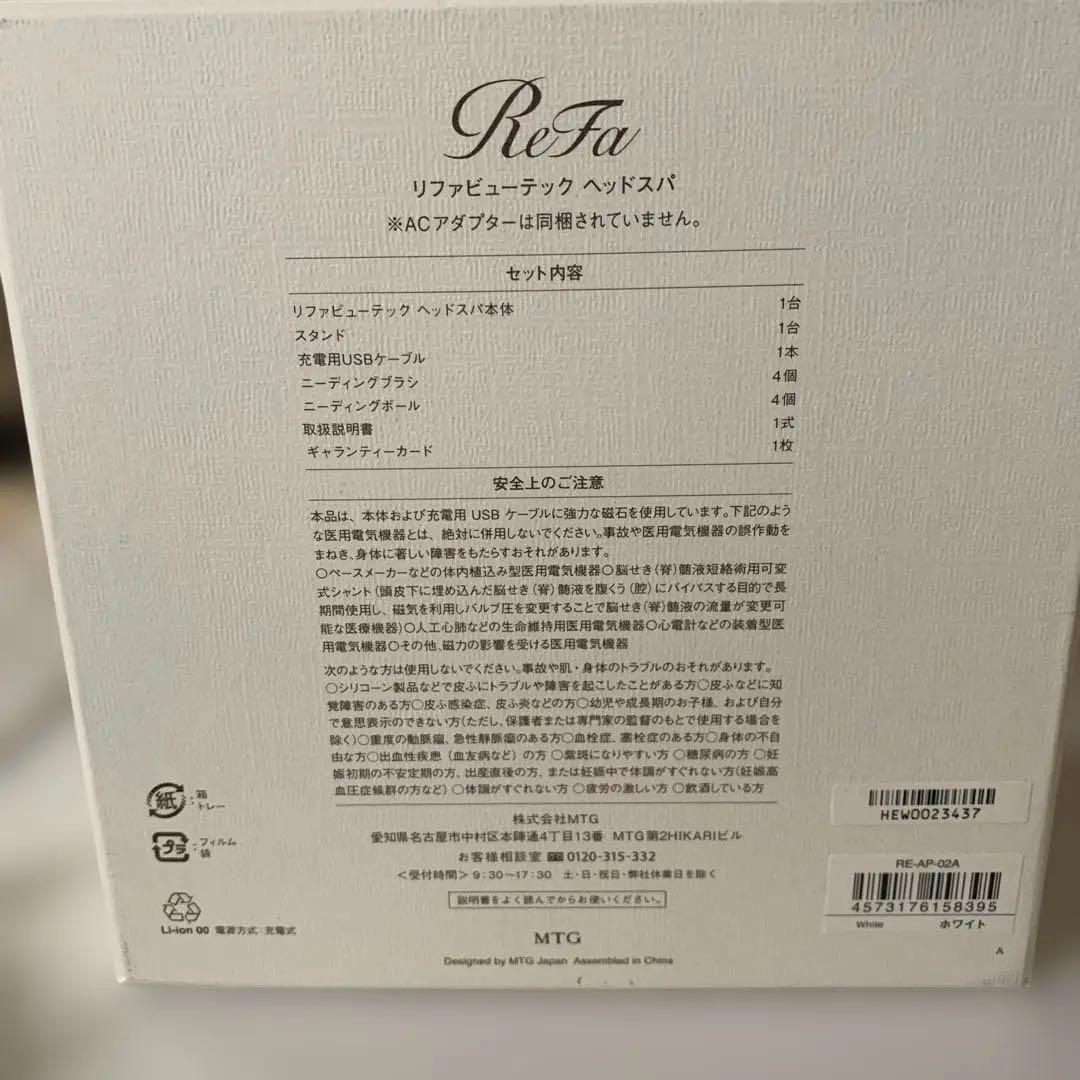 ReFa
リファビューテック ヘッドスパ
※ACアダプターは同梱されていません。
セット内容
リファビューテック ヘッドスパ本体 1台
スタンド 1台
充電用USBケーブル 1本
ニーディングブラシ 4個
ニーディングボール 4個
取扱説明書 1式
ギャランティーカード 1枚
安全上のご注意
本品は、本体および充電用 USB ケーブルに強力な磁石を使用しています。下記のよう
な医用電気機器とは、絶対に併用しないでください。事故や医用電気機器の誤作動を
まねき、身体に著しい障害をもたらすおそれがあります。
○ペースメーカーなどの体内植込み型医用電気機器○脳せき(脊)髄液短絡術用可変
式シャント(頭皮下に埋め込んだ脳せき(脊)髄液を腹くう(腔)にバイパスする目的で長
期間使用し、磁気を利用しバルブ圧を変更することで脳せき(脊)髄液の流量が変更可
能な医療機器)○人工心肺などの生命維持用医用電気機器○心電計などの装着型医
用電気機器○その他、磁力の影響を受ける医用電気機器
次のような方は使用しないでください。事故や肌・身体のトラブルのおそれがあります。
○シリコーン製品などで皮ふにトラブルや障害を起こしたことがある方○皮ふなどに知
覚障害のある方○皮ふ感染症、皮ふ炎などの方○幼児や成長期のお子様、および自分
で意思表示のできない方(ただし、保護者または専門家の監督のもとで使用する場合を
除く)○重度の動脈瘤、急性静脈瘤のある方○血栓症、塞栓症のある方○身体の不自
由な方○出血性疾患(血友病など)の方○紫斑になりやすい方○糖尿病の方○妊
娠初期の不安定期の方、出産直後の方、または妊娠中で体調がすぐれない方(妊娠高
血圧症候群の方など)○体調がすぐれない方○疲労の激しい方○飲酒している方
株式会社MTG
愛知県名古屋市中村区本陣通4丁目13番 MTG第2HIKARIビル
お客様相談室 0120-315-332
<受付時間> 9:30〜17:30 土・日・祝日・弊社休業日を除く
説明書をよく読んでからお使いください。
MTG
Designed by MTG Japan Assembled in China
紙 : 箱
トレー
プラ : フィルム
袋
Li-ion 00 電源方式:充電式
HEW0023437
RE-AP-02A
4573176158395
White ホワイト
A